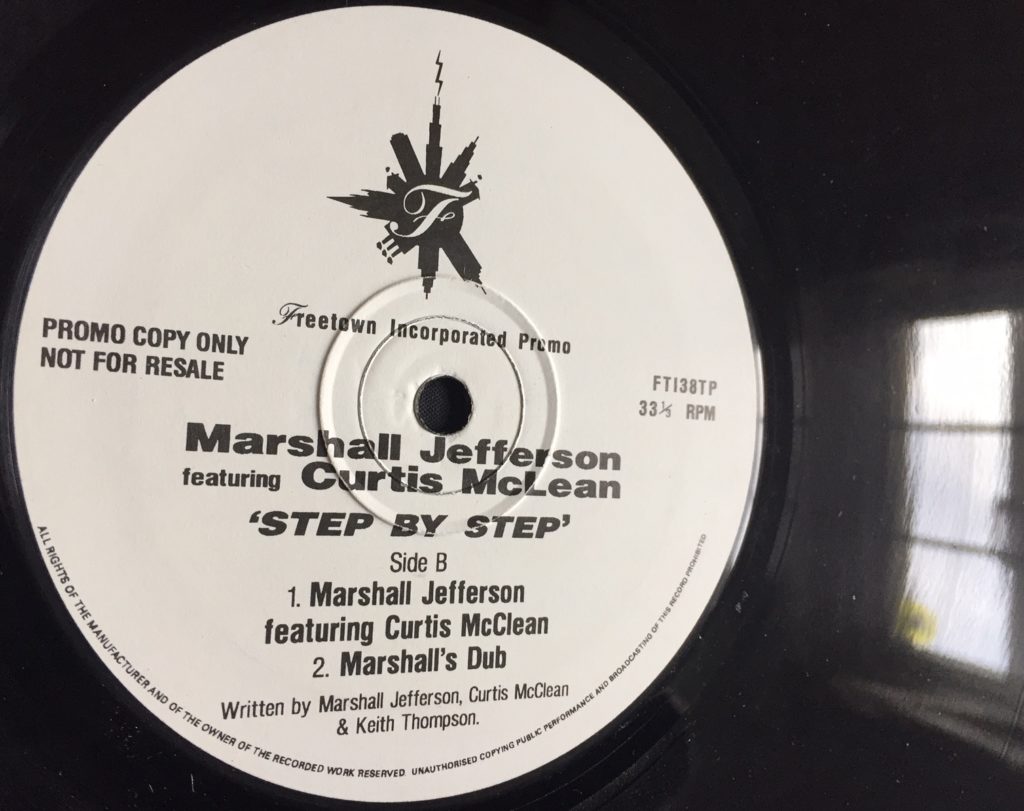 F
Freetown Incorporated Promo
PROMO COPY ONLY
NOT FOR RESALE
FTI38TP
33⅓ RPM
Marshall Jefferson
featuring Curtis McLean
‘STEP BY STEP’
Side B
1. Marshall Jefferson
featuring Curtis McClean
2. Marshall's Dub
Written by Marshall Jefferson, Curtis McClean
& Keith Thompson.
ALL RIGHTS OF THE MANUFACTURER AND OF THE OWNER OF THE RECORDED WORK RESERVED. UNAUTHORISED COPYING PUBLIC PERFORMANCE AND BROADCASTING OF THIS RECORD PROHIBITED